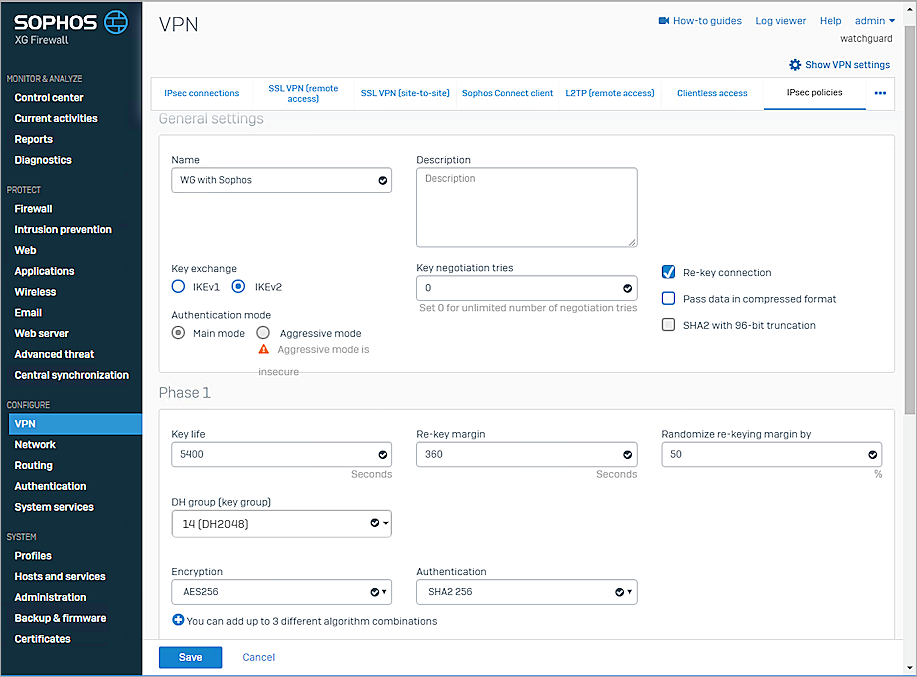 SOPHOS
XG Firewall
VPN
How-to guides Log viewer Help admin
watchguard
Show VPN settings
MONITOR & ANALYZE
Control center
Current activities
Reports
Diagnostics
PROTECT
Firewall
Intrusion prevention
Web
Applications
Wireless
Email
Web server
Advanced threat
Central synchronization
CONFIGURE
VPN
Network
Routing
Authentication
System services
SYSTEM
Profiles
Hosts and services
Administration
Backup & firmware
Certificates
IPsec connections
SSL VPN (remote
access)
SSL VPN (site-to-site)
Sophos Connect client
L2TP (remote access)
Clientless access
IPsec policies
General settings
Name
WG with Sophos
Description
Description
Key exchange
IKEv1 IKEv2
Authentication mode
Main mode Aggressive mode
Aggressive mode is
insecure
Key negotiation tries
0
Set 0 for unlimited number of negotiation tries
Re-key connection
Pass data in compressed format
SHA2 with 96-bit truncation
Phase 1
Key life
5400
Seconds
Re-key margin
360
Seconds
Randomize re-keying margin by
50
%
DH group (key group)
14 (DH2048)
Encryption
AES256
Authentication
SHA2 256
You can add up to 3 different algorithm combinations
Save Cancel